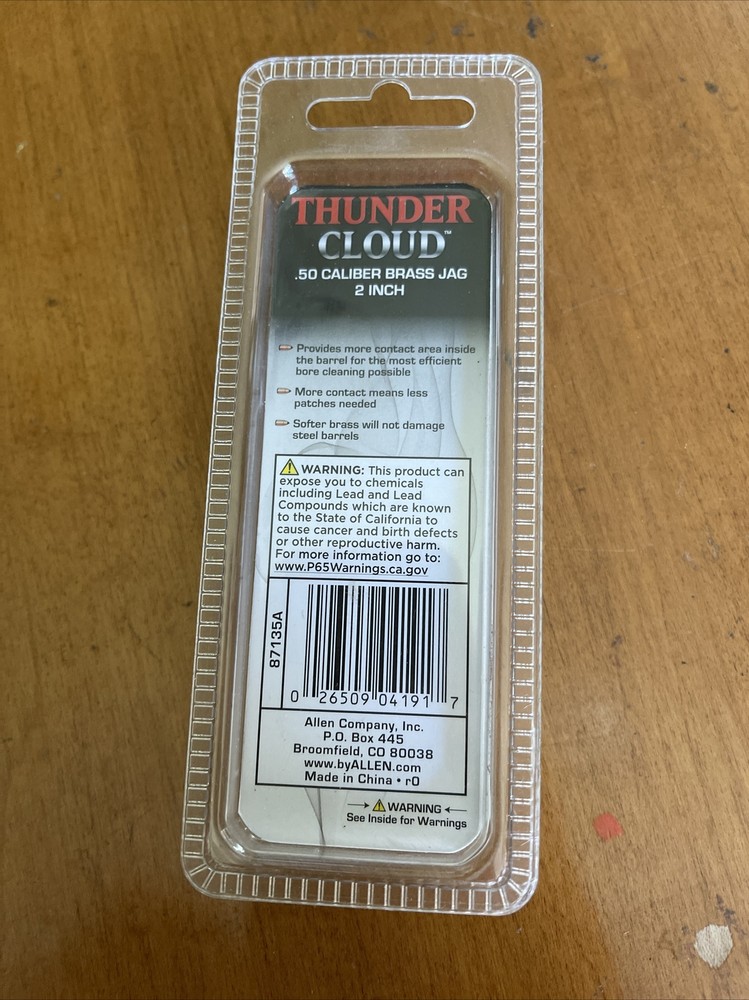 THUNDER
CLOUD™
.50 CALIBER BRASS JAG
2 INCH
Provides more contact area inside
the barrel for the most efficient
bore cleaning possible
More contact means less
patches needed
Softer brass will not damage
steel barrels
WARNING: This product can
expose you to chemicals
including Lead and Lead
Compounds which are known
to the State of California to
cause cancer and birth defects
or other reproductive harm.
For more information go to:
www.P65Warnings.ca.gov
87135A
0 26509 04191 7
Allen Company, Inc.
P.O. Box 445
Broomfield, CO 80038
www.byALLEN.com
Made in China • r0
WARNING
See Inside for Warnings